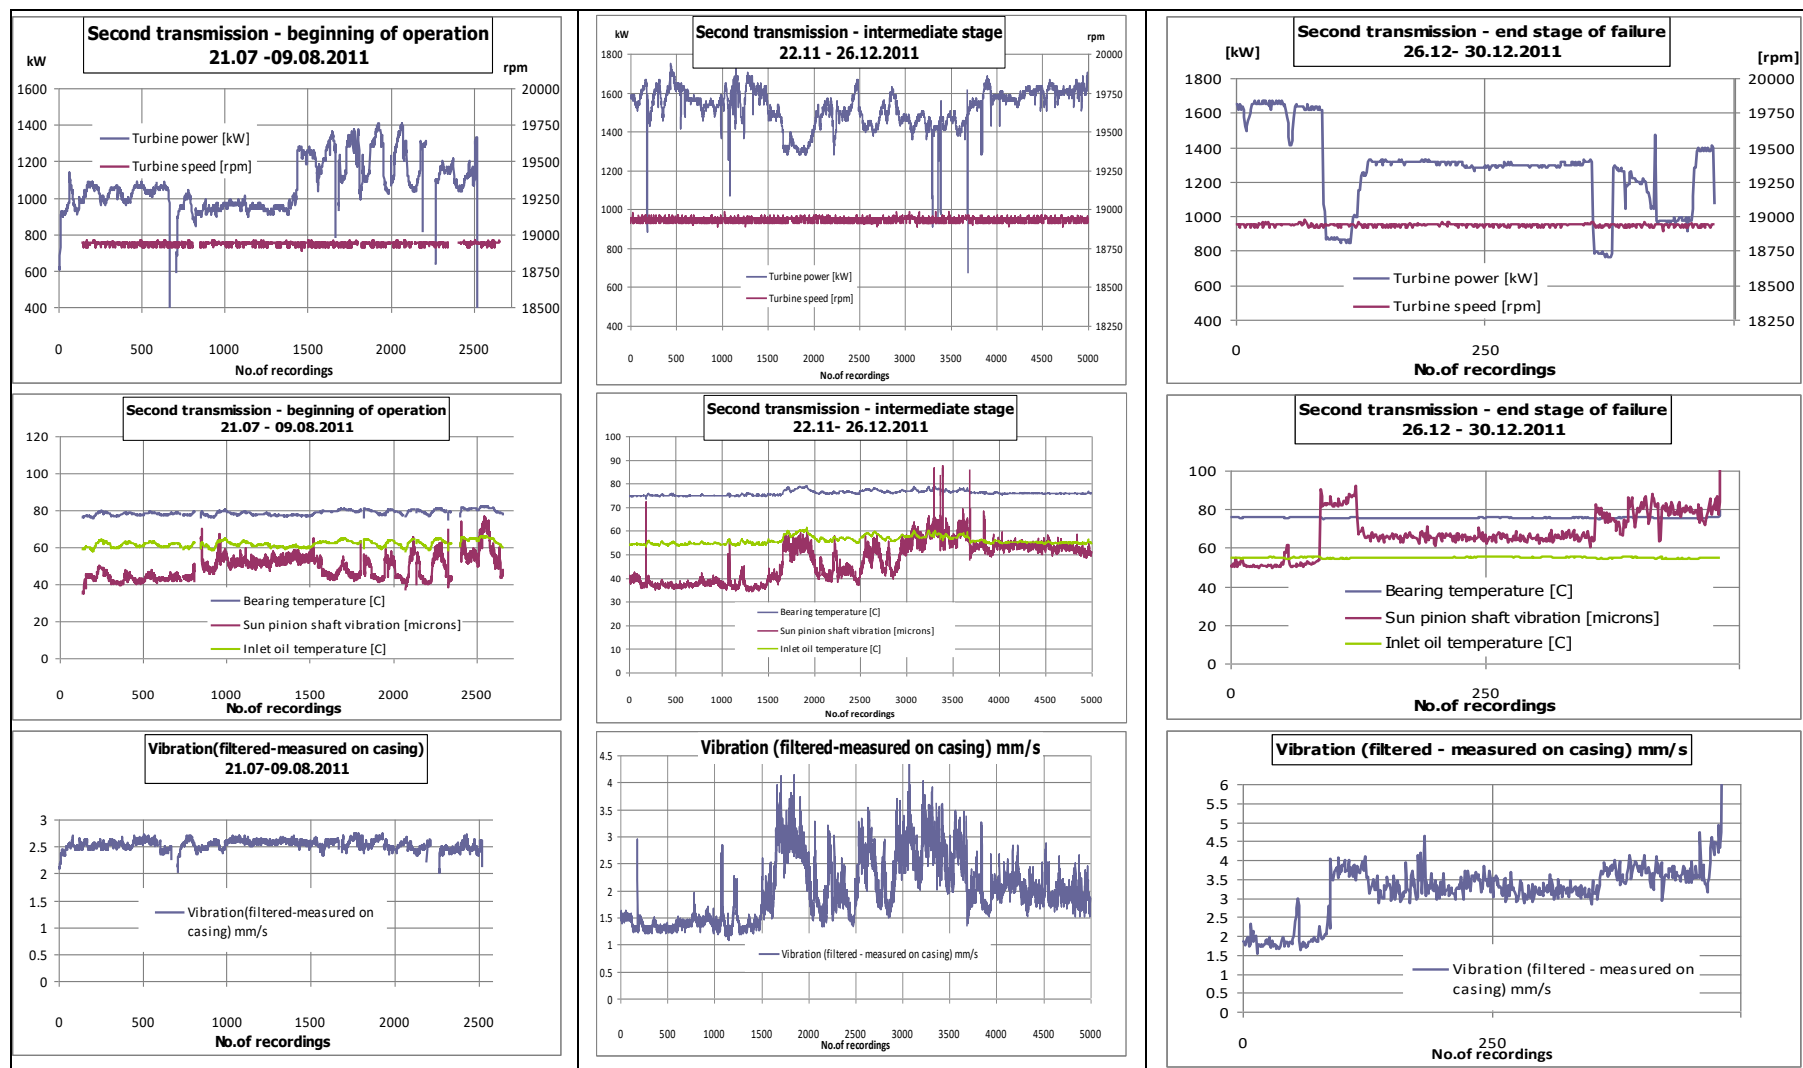 Second transmission - beginning of operation
21.07 -09.08.2011
kW
rpm
1600
1400
1200
1000
800
600
400
20000
19750
19500
19250
19000
18750
18500
Turbine power [kW]
Turbine speed [rpm]
0 500 1000 1500 2000 2500
No.of recordings
Second transmission - beginning of operation
21.07 - 09.08.2011
120
100
80
60
40
20
0
Bearing temperature [C]
Sun pinion shaft vibration [microns]
Inlet oil temperature [C]
0 500 1000 1500 2000 2500
No.of recordings
Vibration(filtered-measured on casing)
21.07-09.08.2011
3
2.5
2
1.5
1
0.5
0
Vibration(filtered-measured on
casing) mm/s
0 500 1000 1500 2000 2500
No.of recordings
Second transmission - intermediate stage
22.11 - 26.12.2011
kW
rpm
1800
1600
1400
1200
1000
800
600
400
20000
19750
19500
19250
19000
18750
18500
18250
Turbine power [kW]
Turbine speed [rpm]
0 500 1000 1500 2000 2500 3000 3500 4000 4500 5000
No.of recordings
Second transmission - intermediate stage
22.11- 26.12.2011
100
90
80
70
60
50
40
30
20
10
0
Bearing temperature [C]
Sun pinion shaft vibration [microns]
Inlet oil temperature [C]
0 500 1000 1500 2000 2500 3000 3500 4000 4500 5000
No.of recordings
Vibration (filtered-measured on casing) mm/s
4.5
4
3.5
3
2.5
2
1.5
1
0.5
0
Vibration (filtered - measured on casing) mm/s
0 500 1000 1500 2000 2500 3000 3500 4000 4500 5000
No.of recordings
Second transmission - end stage of failure
26.12- 30.12.2011
[kW]
[rpm]
1800
1600
1400
1200
1000
800
600
400
20000
19750
19500
19250
19000
18750
18500
18250
Turbine power [kW]
Turbine speed [rpm]
0 250
No.of recordings
Second transmission - end stage of failure
26.12 - 30.12.2011
100
80
60
40
20
0
Bearing temperature [C]
Sun pinion shaft vibration [microns]
Inlet oil temperature [C]
0 250
No.of recordings
Vibration (filtered - measured on casing) mm/s
6
5.5
5
4.5
4
3.5
3
2.5
2
1.5
1
0.5
0
Vibration (filtered - measured on
casing) mm/s
0 250
No.of recordings